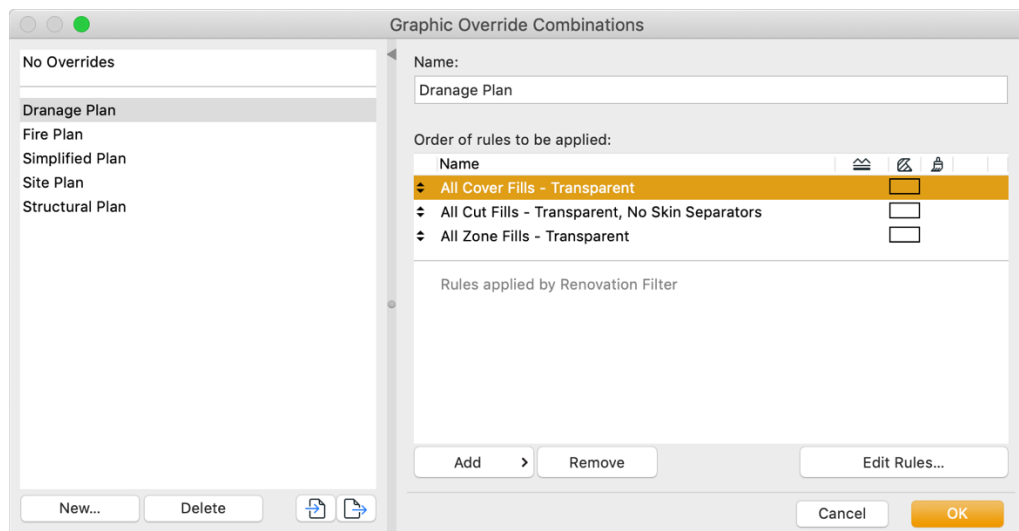 Graphic Override Combinations
No Overrides
Dranage Plan
Fire Plan
Simplified Plan
Site Plan
Structural Plan
New...
Delete
Name:
Dranage Plan
Order of rules to be applied:
Name
All Cover Fills - Transparent
All Cut Fills - Transparent, No Skin Separators
All Zone Fills - Transparent
Rules applied by Renovation Filter
Add
Remove
Edit Rules...
Cancel
OK